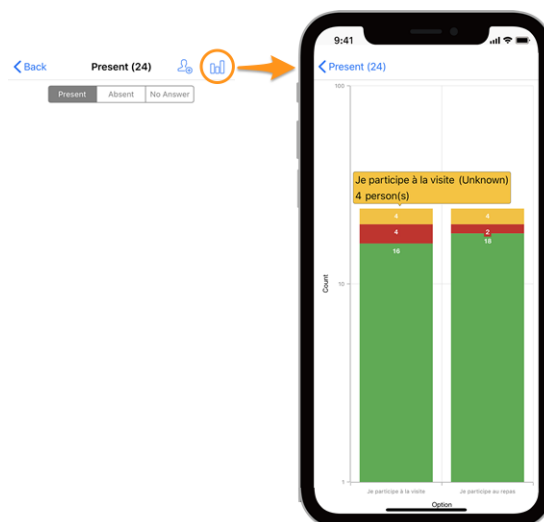 Back
Present (24)
Present
Absent
No Answer
9:41
Present (24)
100
Je participe à la visite (Unknown)
4 person(s)
4
4
4
2
16
18
Count
10
1
Je participe à la visite
Je participe au repas
Option